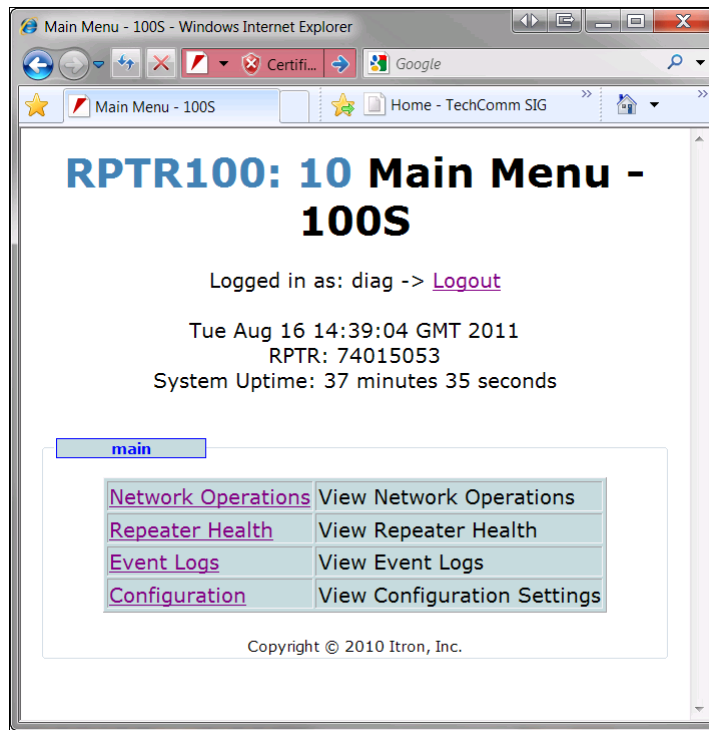 Main Menu - 100S - Windows Internet Explorer
Certifi...
Google
Main Menu - 100S
Home - TechComm SIG
RPTR100: 10 Main Menu -
100S
Logged in as: diag -> Logout
Tue Aug 16 14:39:04 GMT 2011
RPTR: 74015053
System Uptime: 37 minutes 35 seconds
main
Network Operations View Network Operations
Repeater Health View Repeater Health
Event Logs View Event Logs
Configuration View Configuration Settings
Copyright © 2010 Itron, Inc.